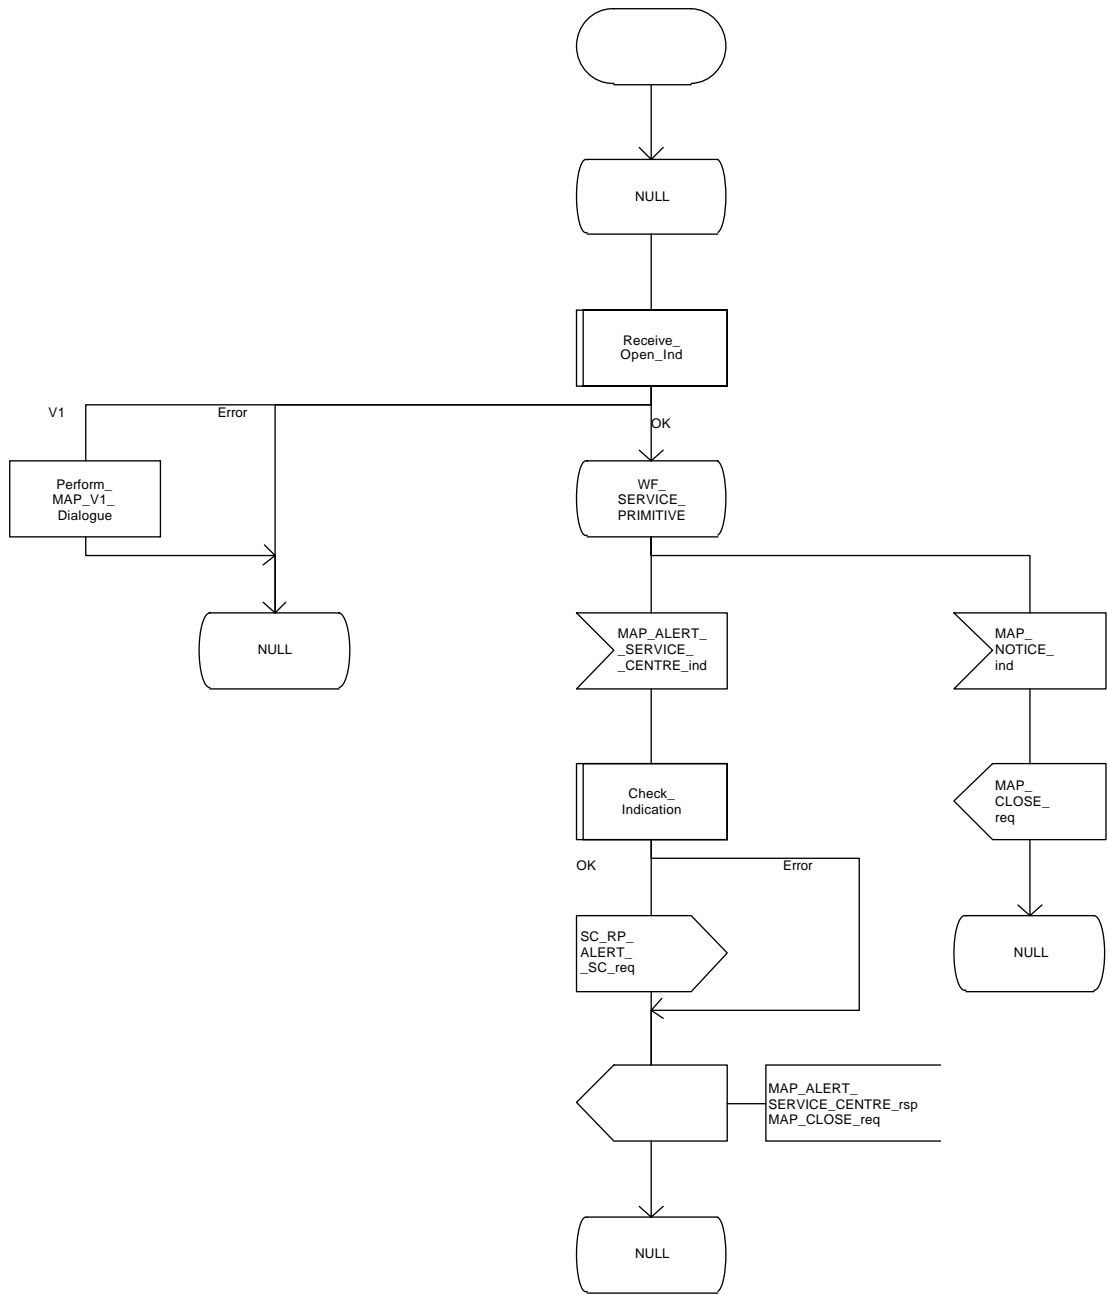 NULL
Receive_
Open_Ind
V1
Error
OK
Perform_
MAP_V1_
Dialogue
WF_
SERVICE_
PRIMITIVE
NULL
MAP_ALERT_
_SERVICE_
_CENTRE_ind
MAP_
NOTICE_
ind
Check_
Indication
MAP_
CLOSE_
req
OK
Error
SC_RP_
ALERT_
_SC_req
NULL
MAP_ALERT_
SERVICE_CENTRE_rsp
MAP_CLOSE_req
NULL